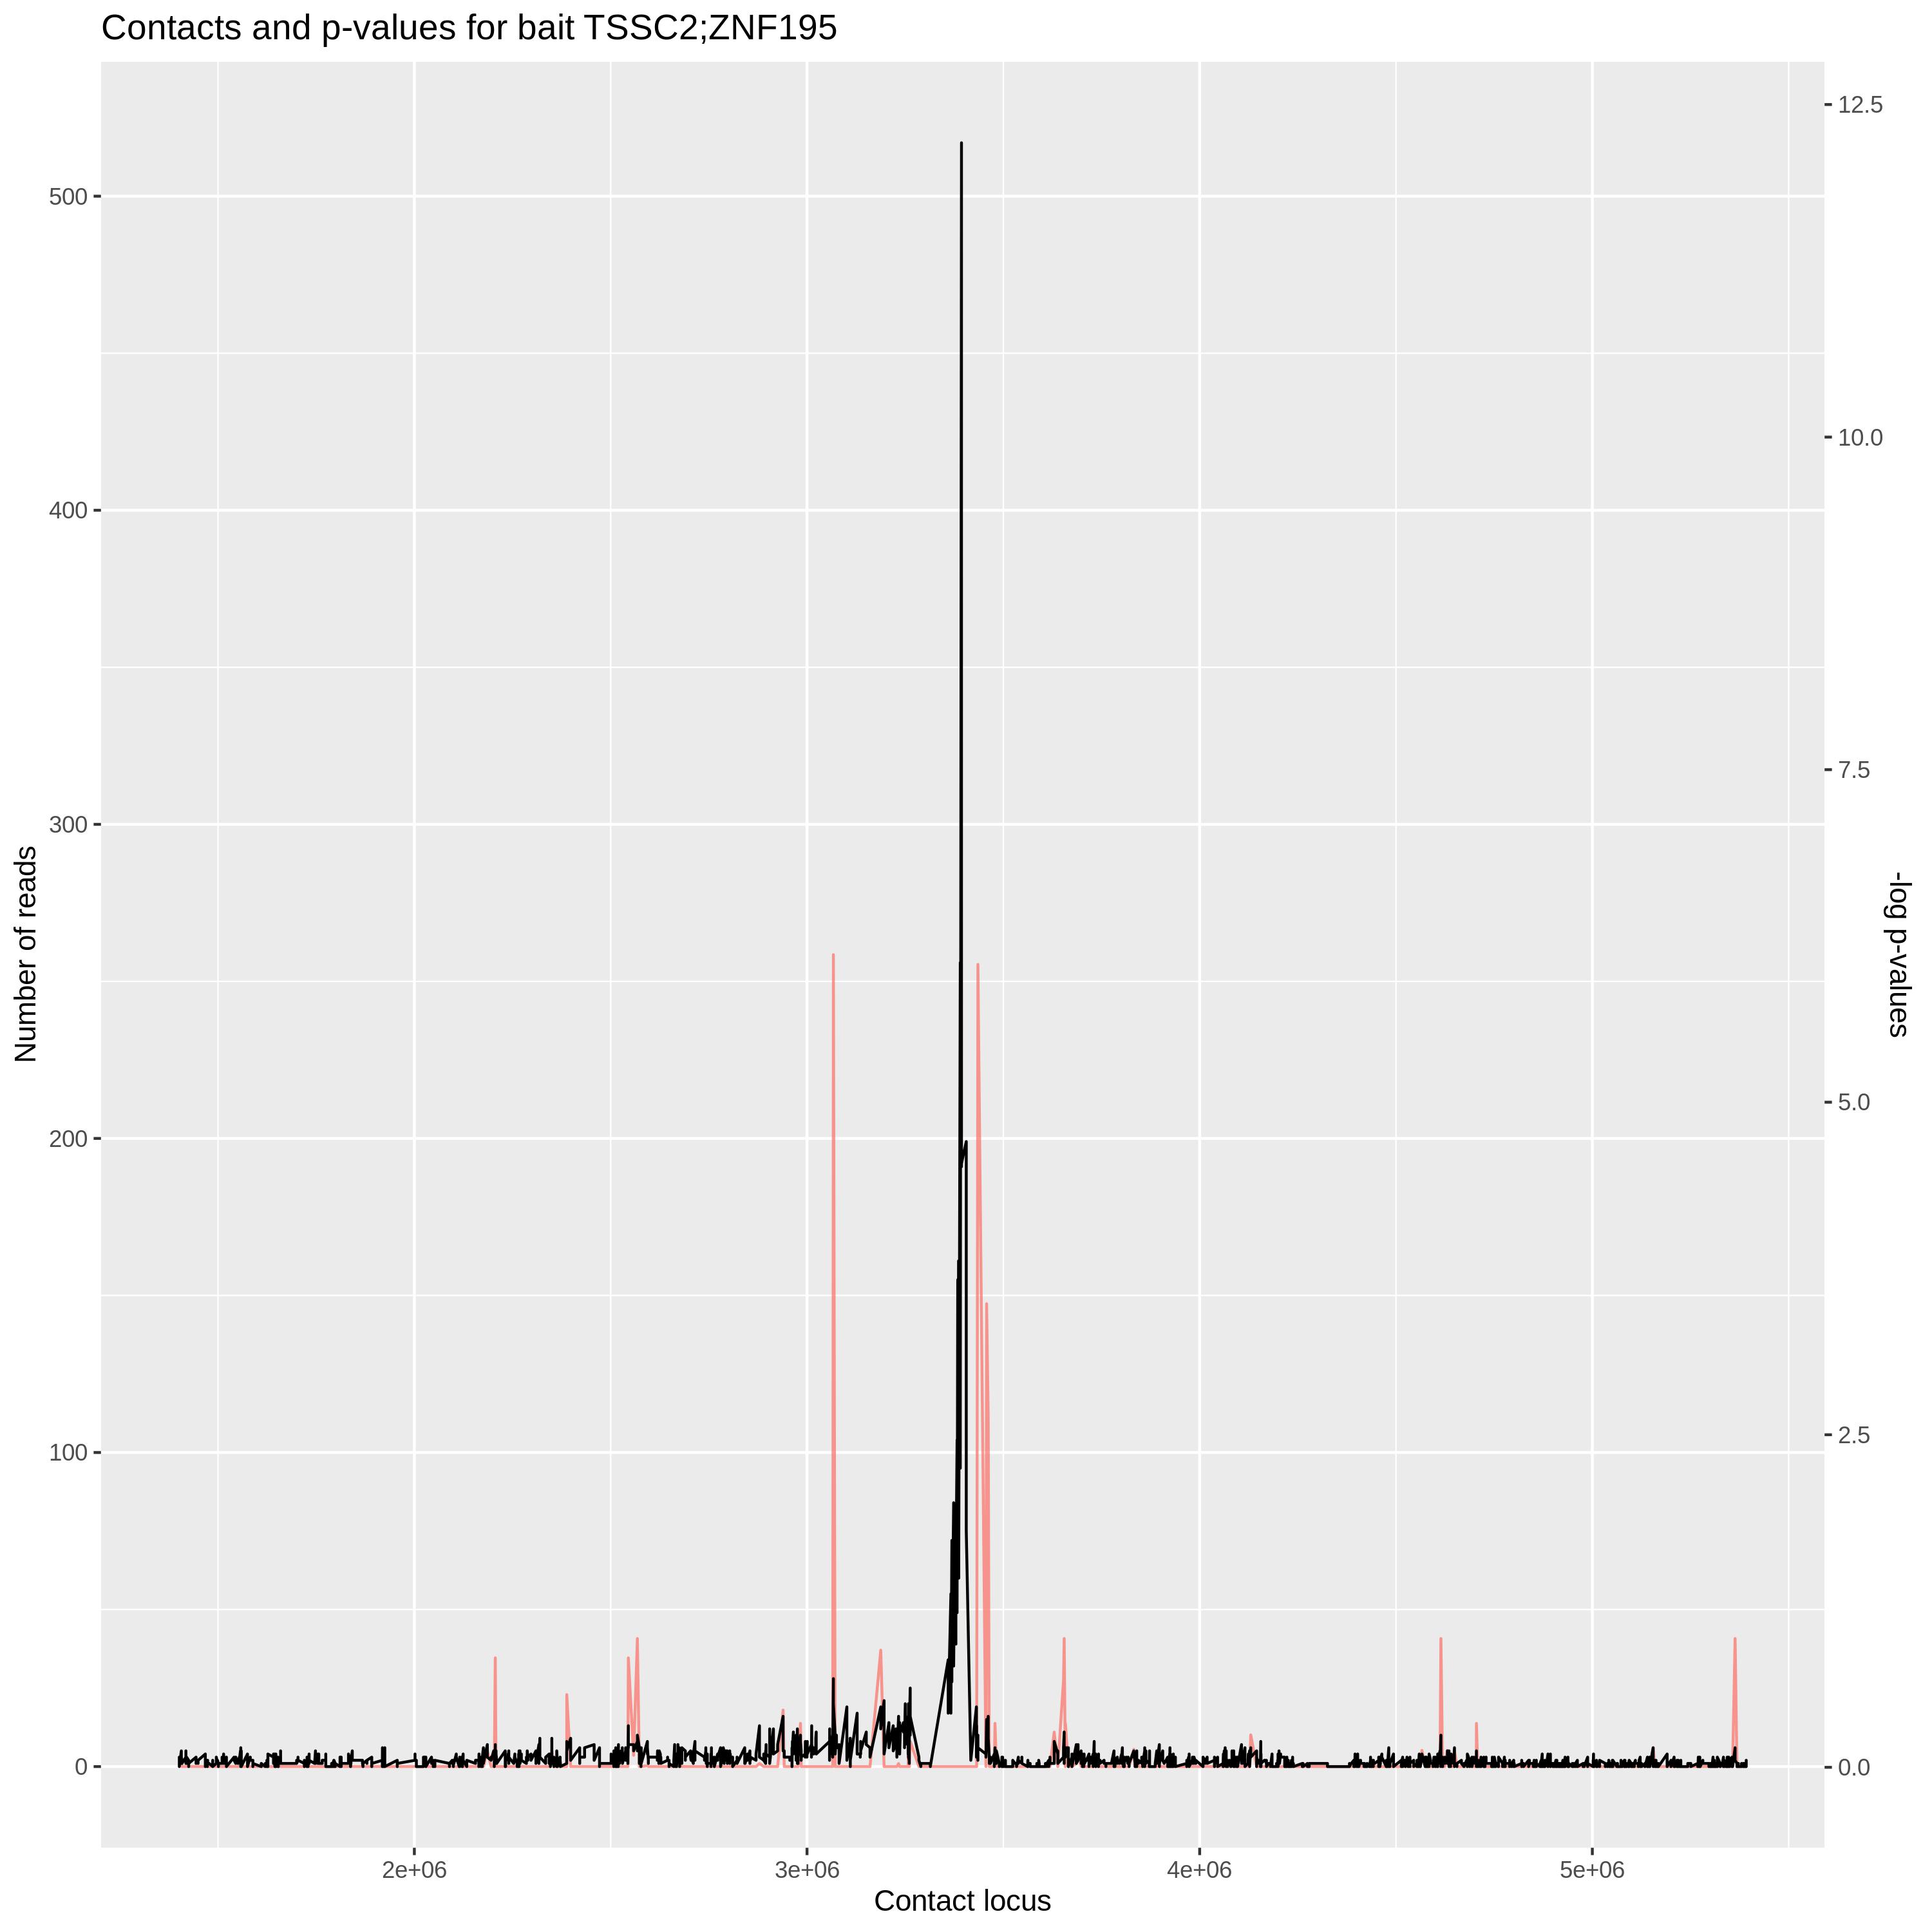 Contacts and p-values for bait TSSC2;ZNF195
12.5
500
10.0
400
7.5
300
Number of reads
-log p-values
5.0
200
2.5
100
0
0.0
2e+06
3e+06
4e+06
5e+06
Contact locus